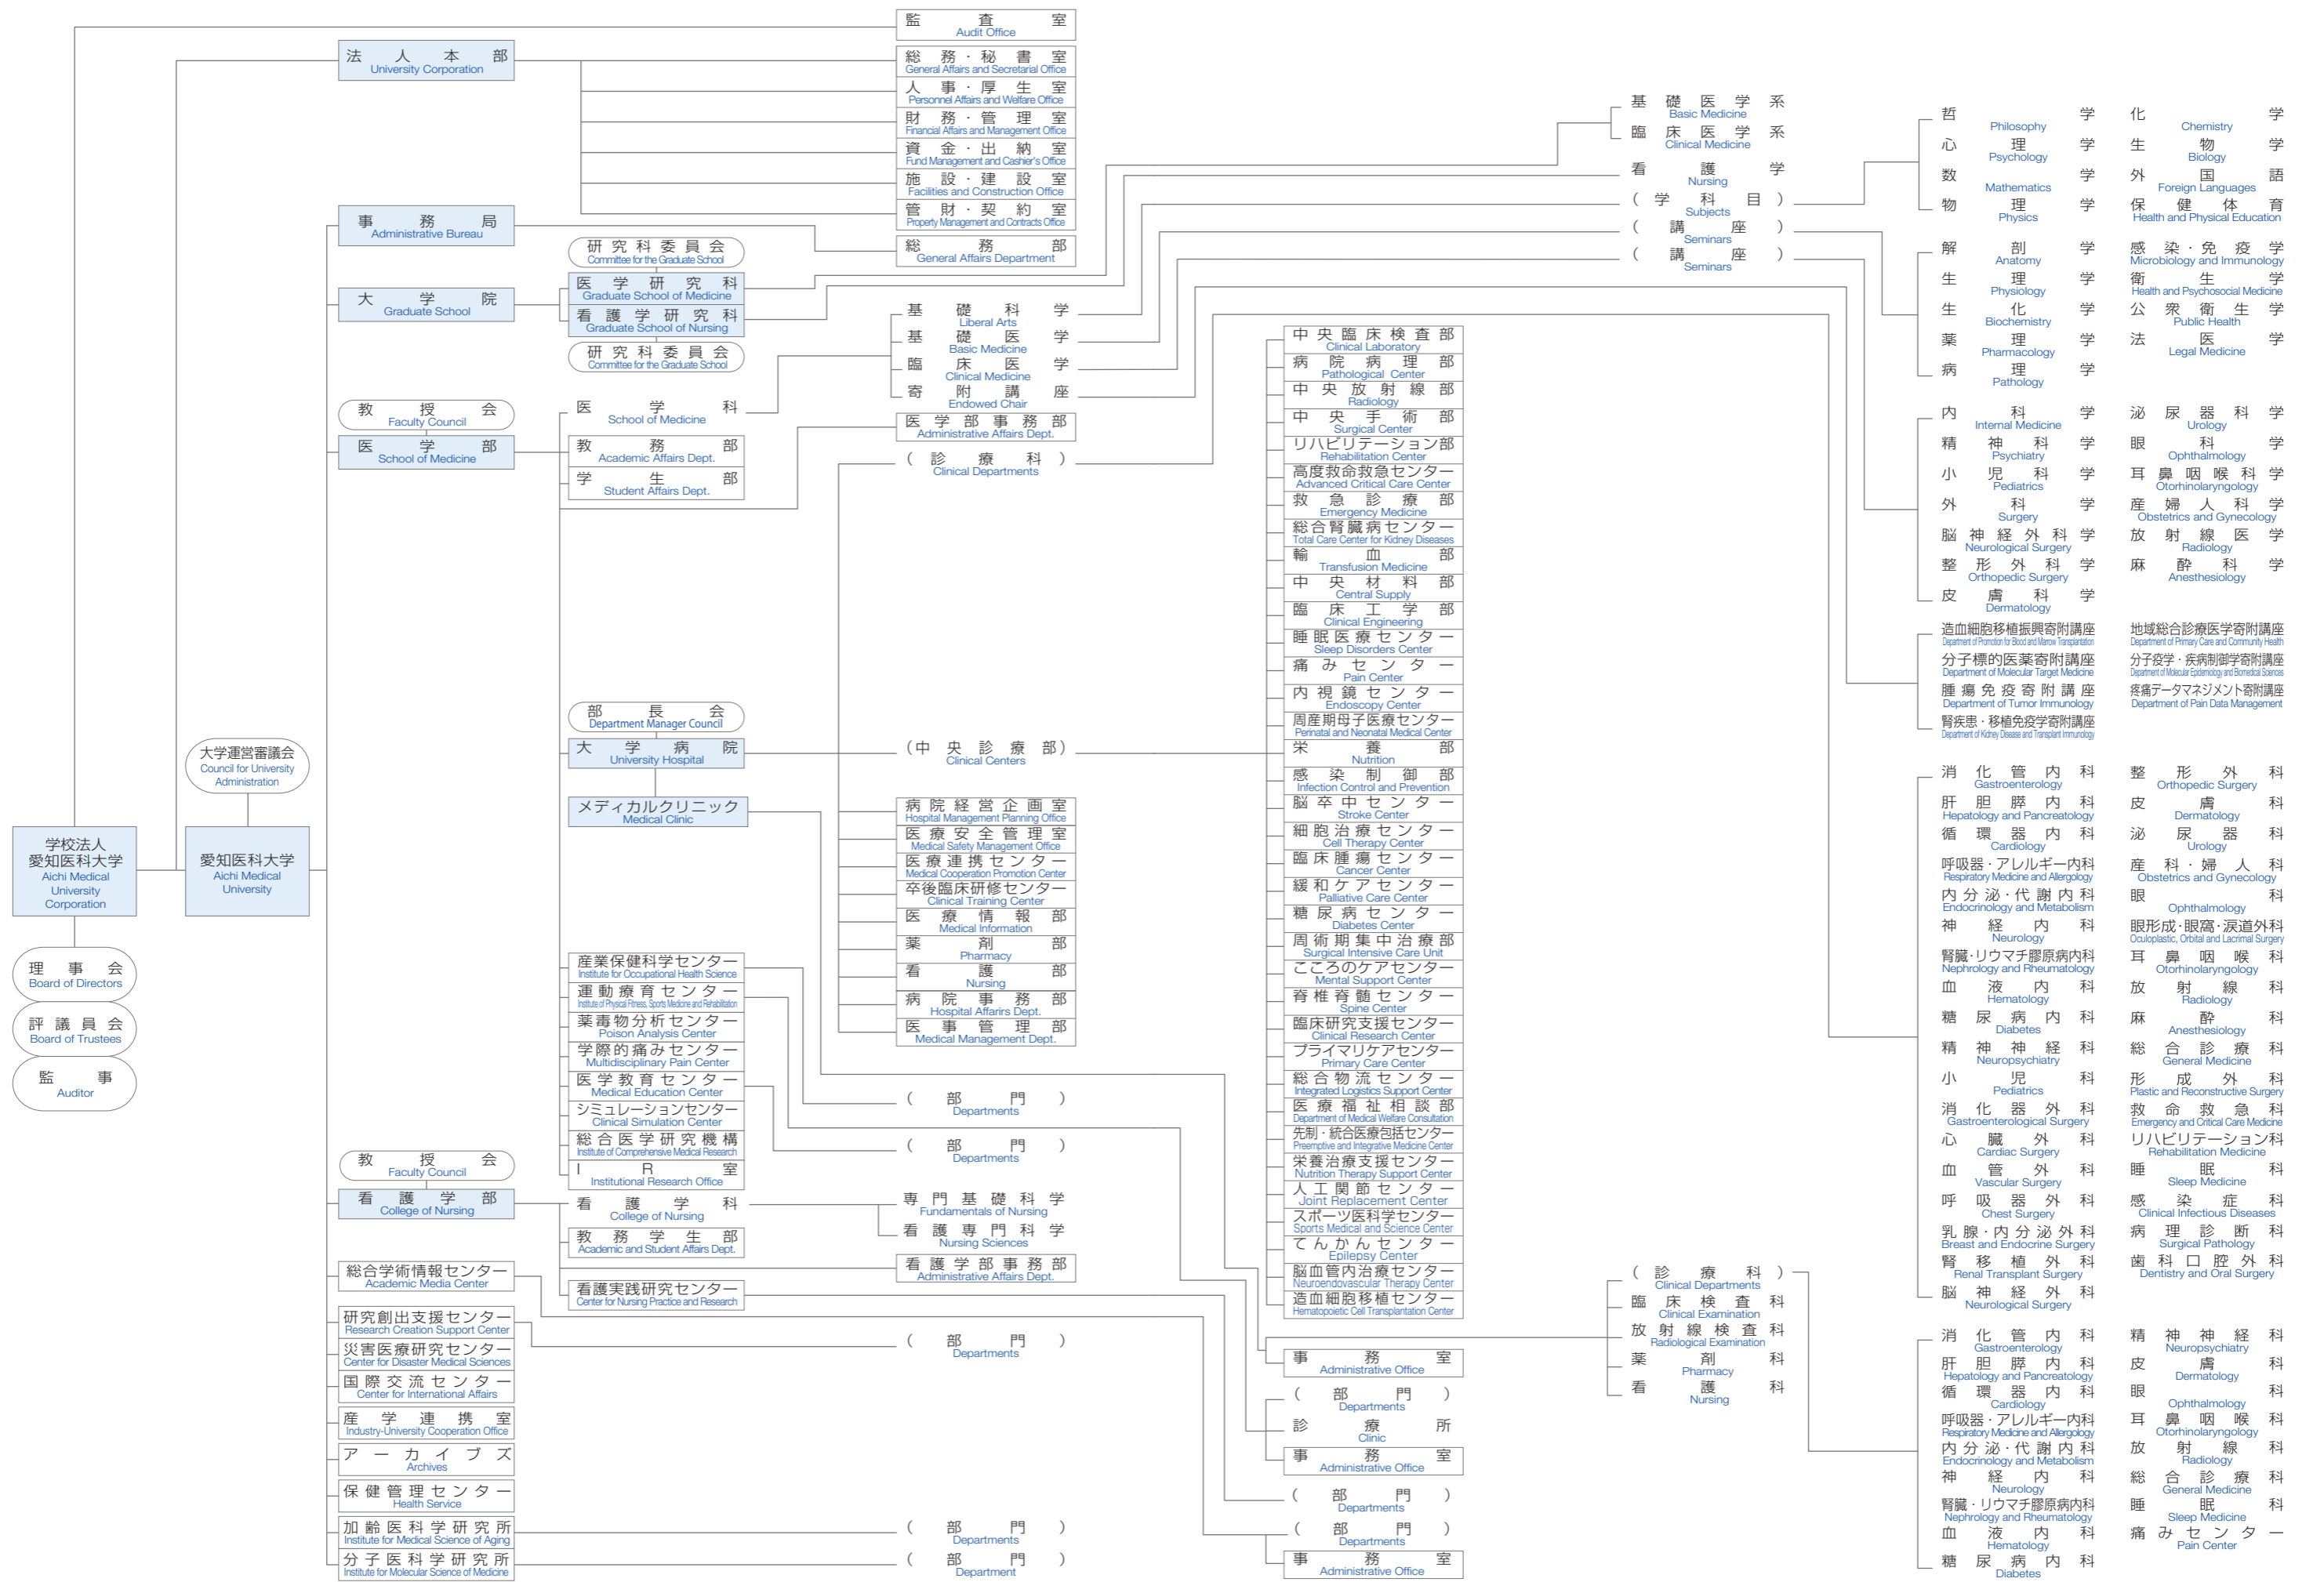 学校法人
愛知医科大学
Aichi Medical
University
Corporation
理事会
Board of Directors
評議員会
Board of Trustees
監事
Auditor
大学運営審議会
Council for University
Administration
愛知医科大学
Aichi Medical
University
法人本部
University Corporation
事務局
Administrative Bureau
大学院
Graduate School
教授会
Faculty Council
医学部
School of Medicine
教授会
Faculty Council
看護学部
College of Nursing
総合学術情報センター
Academic Media Center
研究創出支援センター
Research Creation Support Center
災害医療研究センター
Center for Disaster Medical Sciences
国際交流センター
Center for International Affairs
産学連携室
Industry-University Cooperation Office
アーカイブズ
Archives
保健管理センター
Health Service
加齢医科学研究所
Institute for Medical Science of Aging
分子医科学研究所
Institute for Molecular Science of Medicine
研究科委員会
Committee for the Graduate School
医学研究科
Graduate School of Medicine
看護学研究科
Graduate School of Nursing
研究科委員会
Committee for the Graduate School
医学科
School of Medicine
教務部
Academic Affairs Dept.
学生部
Student Affairs Dept.
部長会
Department Manager Council
大学病院
University Hospital
メディカルクリニック
Medical Clinic
産業保健科学センター
Institute for Occupational Health Science
運動療育センター
Institute of Physical Fitness, Sports Medicine and Rehabilitation
薬毒物分析センター
Poison Analysis Center
学際的痛みセンター
Multidisciplinary Pain Center
医学教育センター
Medical Education Center
シミュレーションセンター
Clinical Simulation Center
総合医学研究機構
Institute of Comprehensive Medical Research
IR室
Institutional Research Office
看護学科
College of Nursing
教務学生部
Academic and Student Affairs Dept.
看護実践研究センター
Center for Nursing Practice and Research
監査室
Audit Office
総務・秘書室
General Affairs and Secretarial Office
人事・厚生室
Personnel Affairs and Welfare Office
財務・管理室
Financial Affairs and Management Office
資金・出納室
Fund Management and Cashier's Office
施設・建設室
Facilities and Construction Office
管財・契約室
Property Management and Contracts Office
総務部
General Affairs Department
基礎科学
Liberal Arts
基礎医学
Basic Medicine
臨床医学
Clinical Medicine
寄附講座
Endowed Chair
医学部事務部
Administrative Affairs Dept.
(診療科)
Clinical Departments
(中央診療部)
Clinical Centers
病院経営企画室
Hospital Management Planning Office
医療安全管理室
Medical Safety Management Office
医療連携センター
Medical Cooperation Promotion Center
卒後臨床研修センター
Clinical Training Center
医療情報部
Medical Information
薬剤部
Pharmacy
看護部
Nursing
病院事務部
Hospital Affarirs Dept.
医事管理部
Medical Management Dept.
(部門)
Departments
(部門)
Departments
専門基礎科学
Fundamentals of Nursing
看護専門科学
Nursing Sciences
看護学部事務部
Administrative Affairs Dept.
(部門)
Departments
(部門)
Departments
(部門)
Department
中央臨床検査部
Clinical Laboratory
病院病理部
Pathological Center
中央放射線部
Radiology
中央手術部
Surgical Center
リハビリテーション部
Rehabilitation Center
高度救命救急センター
Advanced Critical Care Center
救急診療部
Emergency Medicine
総合腎臓病センター
Total Care Center for Kidney Diseases
輸血部
Transfusion Medicine
中央材料部
Central Supply
臨床工学部
Clinical Engineering
睡眠医療センター
Sleep Disorders Center
痛みセンター
Pain Center
内視鏡センター
Endoscopy Center
周産期母子医療センター
Perinatal and Neonatal Medical Center
栄養部
Nutrition
感染制御部
Infection Control and Prevention
脳卒中センター
Stroke Center
細胞治療センター
Cell Therapy Center
臨床腫瘍センター
Cancer Center
緩和ケアセンター
Palliative Care Center
糖尿病センター
Diabetes Center
周術期集中治療部
Surgical Intensive Care Unit
こころのケアセンター
Mental Support Center
脊椎脊髄センター
Spine Center
臨床研究支援センター
Clinical Research Center
プライマリケアセンター
Primary Care Center
総合物流センター
Integrated Logistics Support Center
医療福祉相談部
Department of Medical Welfare Consultation
先制・統合医療包括センター
Preemptive and Integrative Medicine Center
栄養治療支援センター
Nutrition Therapy Support Center
人工関節センター
Joint Replacement Center
スポーツ医科学センター
Sports Medical and Science Center
てんかんセンター
Epilepsy Center
脳血管内治療センター
Neuroendovascular Therapy Center
造血細胞移植センター
Hematopoietic Cell Transplantation Center
事務室
Administrative Office
(部門)
Departments
診療所
Clinic
事務室
Administrative Office
(部門)
Departments
(部門)
Departments
事務室
Administrative Office
基礎医学系
Basic Medicine
臨床医学系
Clinical Medicine
看護学
Nursing
(学科目)
Subjects
(講座)
Seminars
(講座)
Seminars
(診療科)
Clinical Departments
臨床検査科
Clinical Examination
放射線検査科
Radiological Examination
薬剤科
Pharmacy
看護科
Nursing
哲学 化学
Philosophy Chemistry
心理学 生物学
Psychology Biology
数学 外国語
Mathematics Foreign Languages
物理学 保健体育
Physics Health and Physical Education
解剖学 感染・免疫学
Anatomy Microbiology and Immunology
生理学 衛生学
Physiology Health and Psychosocial Medicine
生化学 公衆衛生学
Biochemistry Public Health
薬理学 法医学
Pharmacology Legal Medicine
病理学
Pathology
内科学 泌尿器科学
Internal Medicine Urology
精神科学 眼科学
Psychiatry Ophthalmology
小児科学 耳鼻咽喉科学
Pediatrics Otorhinolaryngology
外科学 産婦人科学
Surgery Obstetrics and Gynecology
脳神経外科学 放射線医学
Neurological Surgery Radiology
整形外科学 麻酔科学
Orthopedic Surgery Anesthesiology
皮膚科学
Dermatology
造血細胞移植振興寄附講座 地域総合診療医学寄附講座
Department of Promotion for Blood and Marrow Transplantation Department of Primary Care and Community Health
分子標的医薬寄附講座 分子疫学・疾病制御学寄附講座
Department of Molecular Target Medicine Department of Molecular Epidemiology and Biomedical Sciences
腫瘍免疫寄附講座 疼痛データマネジメント寄附講座
Department of Tumor Immunology Department of Pain Data Management
腎疾患・移植免疫学寄附講座
Department of Kidney Disease and Transplant Immunology
消化管内科 整形外科
Gastroenterology Orthopedic Surgery
肝胆膵内科 皮膚科
Hepatology and Pancreatology Dermatology
循環器内科 泌尿器科
Cardiology Urology
呼吸器・アレルギー内科 産科・婦人科
Respiratory Medicine and Allergology Obstetrics and Gynecology
内分泌・代謝内科 眼科
Endocrinology and Metabolism Ophthalmology
神経内科 眼形成・眼窩・涙道外科
Neurology Oculoplastic, Orbital and Lacrimal Surgery
腎臓・リウマチ膠原病内科 耳鼻咽喉科
Nephrology and Rheumatology Otorhinolaryngology
血液内科 放射線科
Hematology Radiology
糖尿病内科 麻酔科
Diabetes Anesthesiology
精神神経科 総合診療科
Neuropsychiatry General Medicine
小児科 形成外科
Pediatrics Plastic and Reconstructive Surgery
消化器外科 救命救急科
Gastroenterological Surgery Emergency and Critical Care Medicine
心臓外科 リハビリテーション科
Cardiac Surgery Rehabilitation Medicine
血管外科 睡眠科
Vascular Surgery Sleep Medicine
呼吸器外科 感染症科
Chest Surgery Clinical Infectious Diseases
乳腺・内分泌外科 病理診断科
Breast and Endocrine Surgery Surgical Pathology
腎移植外科 歯科口腔外科
Renal Transplant Surgery Dentistry and Oral Surgery
脳神経外科
Neurological Surgery
消化管内科 精神神経科
Gastroenterology Neuropsychiatry
肝胆膵内科 皮膚科
Hepatology and Pancreatology Dermatology
循環器内科 眼科
Cardiology Ophthalmology
呼吸器・アレルギー内科 耳鼻咽喉科
Respiratory Medicine and Allergology Otorhinolaryngology
内分泌・代謝内科 放射線科
Endocrinology and Metabolism Radiology
神経内科 総合診療科
Neurology General Medicine
腎臓・リウマチ膠原病内科 睡眠科
Nephrology and Rheumatology Sleep Medicine
血液内科 痛みセンター
Hematology Pain Center
糖尿病内科
Diabetes